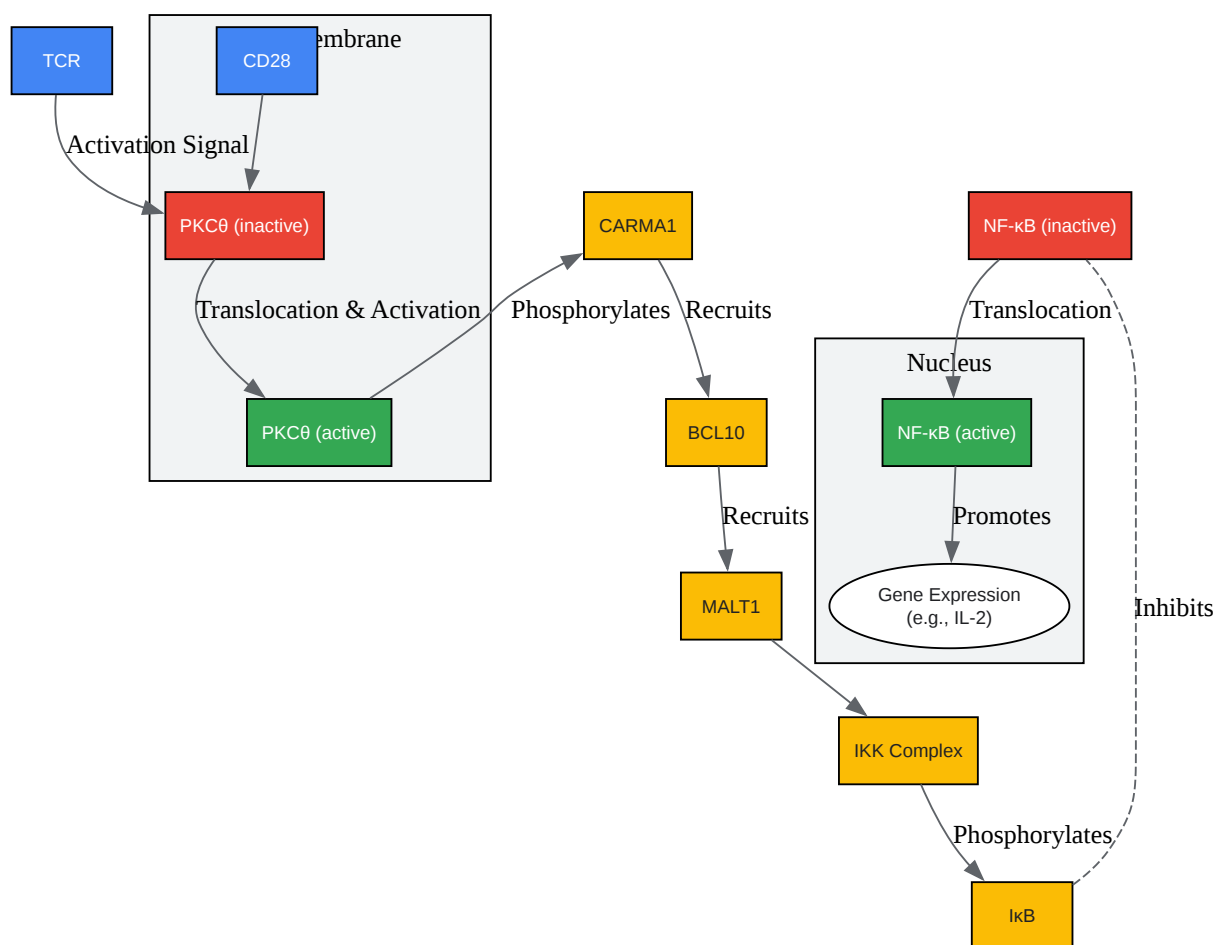 TCR
CD28
embrane
Activation Signal
PKCθ (inactive)
CARMA1
NF-κB (inactive)
Translocation & Activation
Phosphorylates
Recruits
Translocation
Nucleus
PKCθ (active)
BCL10
NF-κB (active)
Recruits
Promotes
MALT1
Gene Expression
(e.g., IL-2)
Inhibits
IKK Complex
Phosphorylates
IκB